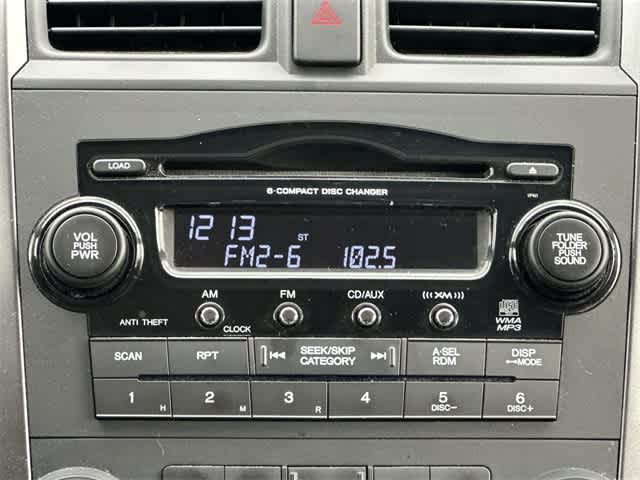 LOAD
6-COMPACT DISC CHANGER
VOL
PUSH
PWR
1213
ST
FM2-6 102.5
TUNE
FOLDER
PUSH
SOUND
AM FM CD/AUX (((XM)))
ANTI THEFT
CLOCK
WMA
MP3
SCAN RPT SEEK/SKIP
CATEGORY
A·SEL
RDM
DISP
MODE
1 H 2 M 3 R 4 5 DISC− 6 DISC+